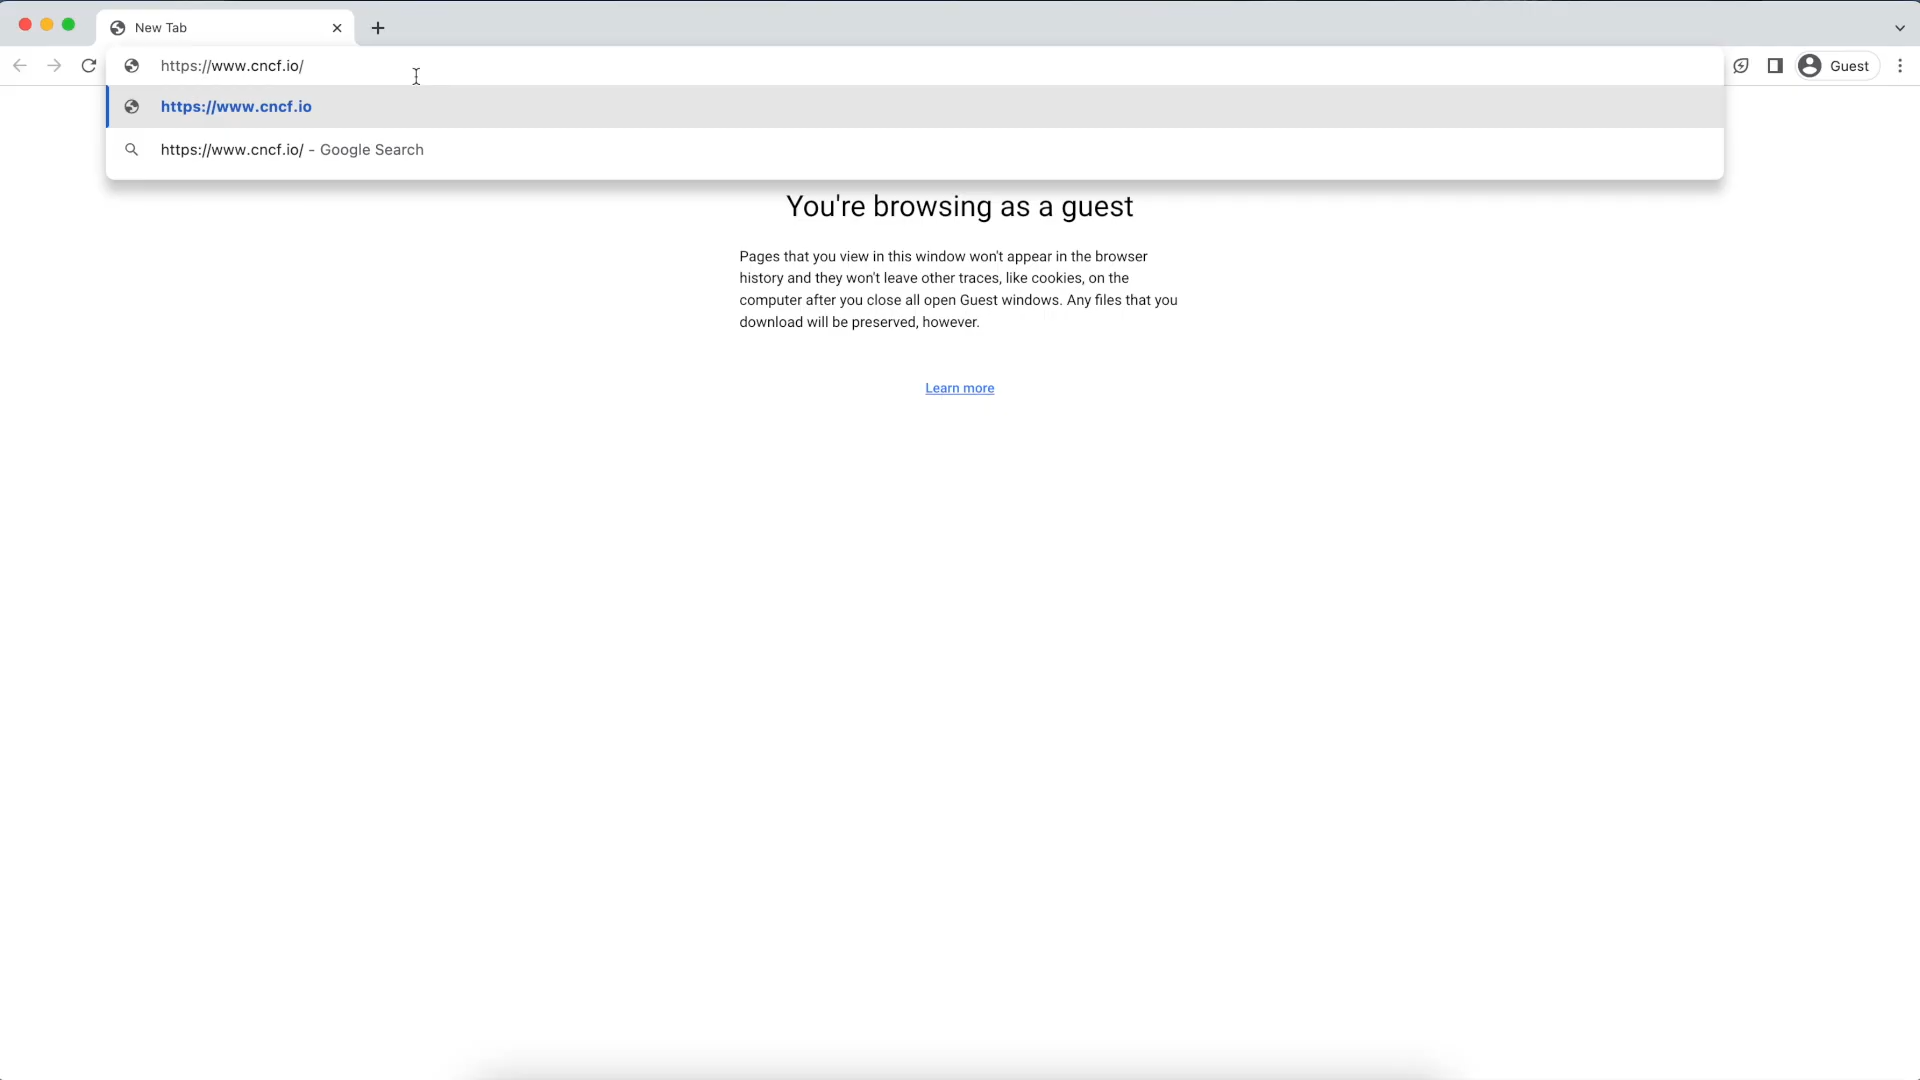 New Tab
https://www.cncf.io/
Guest
https://www.cncf.io
https://www.cncf.io/ - Google Search
You're browsing as a guest
Pages that you view in this window won't appear in the browser
history and they won't leave other traces, like cookies, on the
computer after you close all open Guest windows. Any files that you
download will be preserved, however.
Learn more